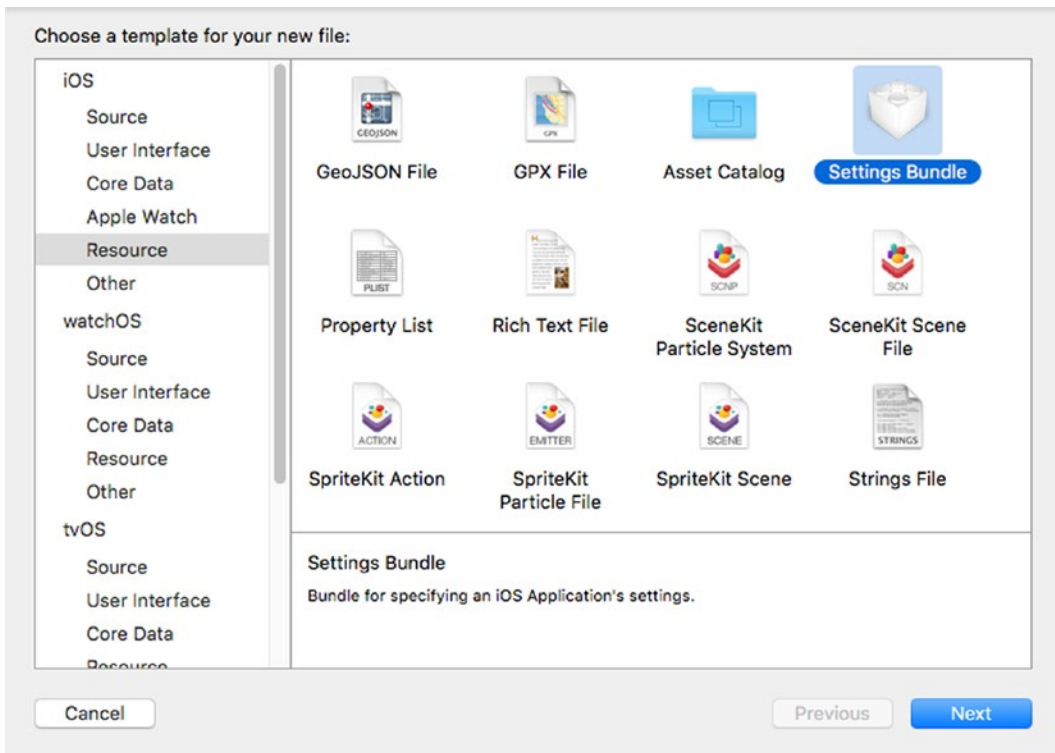 Choose a template for your new file:
iOS
Source
User Interface
Core Data
Apple Watch
Resource
Other
watchOS
Source
User Interface
Core Data
Resource
Other
tvOS
Source
User Interface
Core Data
Resource
GEOJSON
GeoJSON File
GPX
GPX File
Asset Catalog
Settings Bundle
PLIST
Property List
Rich Text File
SCNP
SceneKit
Particle System
SCN
SceneKit Scene
File
ACTION
SpriteKit Action
EMITTER
SpriteKit
Particle File
SCENE
SpriteKit Scene
STRINGS
Strings File
Settings Bundle
Bundle for specifying an iOS Application's settings.
Cancel
Previous
Next